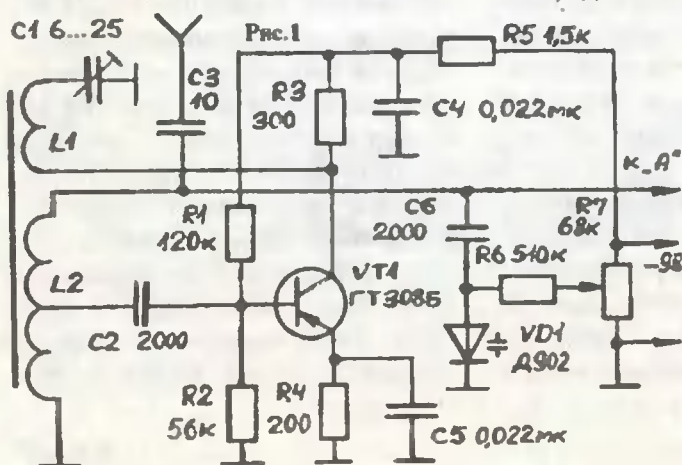 C1 6...25
Рис.1
R5 1,5к
C3
10
R3
300
C4 0,022мк
L1
к „А"
R1
120к
C6
2000
R7
68к
R6 510к
VT1
ГТ308Б
-9В
L2
C2 2000
VD1
Д902
R2
56к
R4
200
C5 0,022мк